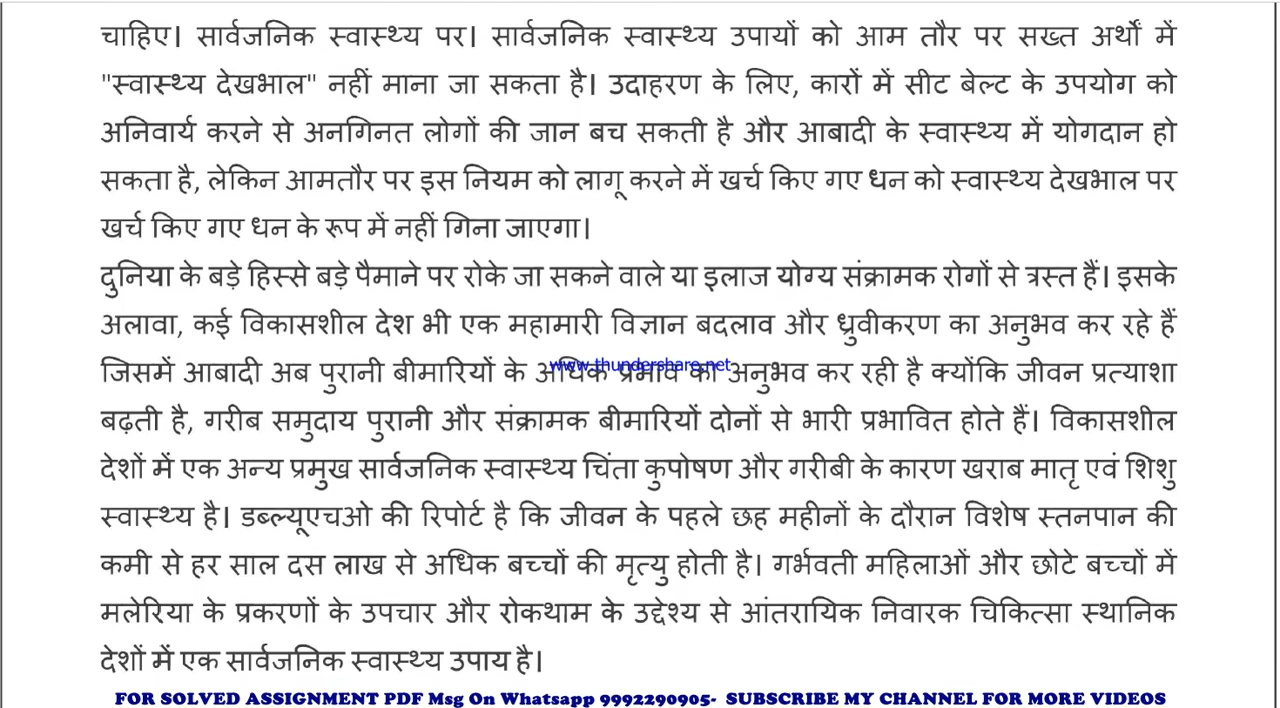 चाहिए। सार्वजनिक स्वास्थ्य पर। सार्वजनिक स्वास्थ्य उपायों को आम तौर पर सख्त अर्थों में
"स्वास्थ्य देखभाल" नहीं माना जा सकता है। उदाहरण के लिए, कारों में सीट बेल्ट के उपयोग को
अनिवार्य करने से अनगिनत लोगों की जान बच सकती है और आबादी के स्वास्थ्य में योगदान हो
सकता है, लेकिन आमतौर पर इस नियम को लागू करने में खर्च किए गए धन को स्वास्थ्य देखभाल पर
खर्च किए गए धन के रूप में नहीं गिना जाएगा।
दुनिया के बड़े हिस्से बड़े पैमाने पर रोके जा सकने वाले या इलाज योग्य संक्रामक रोगों से त्रस्त हैं। इसके
अलावा, कई विकासशील देश भी एक महामारी विज्ञान बदलाव और ध्रुवीकरण का अनुभव कर रहे हैं
जिसमें आबादी अब पुरानी बीमारियों के अधिक प्रभाव का अनुभव कर रही है क्योंकि जीवन प्रत्याशा
www.thundershare.net
बढ़ती है, गरीब समुदाय पुरानी और संक्रामक बीमारियों दोनों से भारी प्रभावित होते हैं। विकासशील
देशों में एक अन्य प्रमुख सार्वजनिक स्वास्थ्य चिंता कुपोषण और गरीबी के कारण खराब मातृ एवं शिशु
स्वास्थ्य है। डब्ल्यूएचओ की रिपोर्ट है कि जीवन के पहले छह महीनों के दौरान विशेष स्तनपान की
कमी से हर साल दस लाख से अधिक बच्चों की मृत्यु होती है। गर्भवती महिलाओं और छोटे बच्चों में
मलेरिया के प्रकरणों के उपचार और रोकथाम के उद्देश्य से आंतरायिक निवारक चिकित्सा स्थानिक
देशों में एक सार्वजनिक स्वास्थ्य उपाय है।
FOR SOLVED ASSIGNMENT PDF Msg On Whatsapp 9992290905- SUBSCRIBE MY CHANNEL FOR MORE VIDEOS